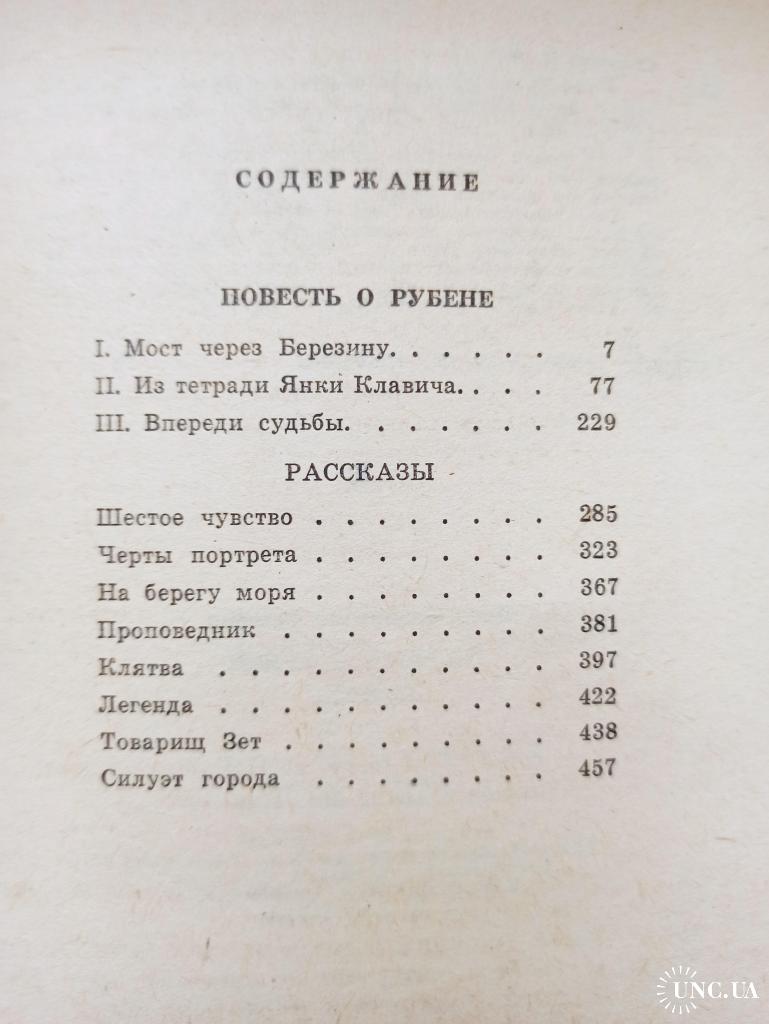 СОДЕРЖАНИЕ
ПОВЕСТЬ О РУБЕНЕ
I. Мост через Березину. . . . . . 7
II. Из тетради Янки Клавича. . . . 77
III. Впереди судьбы. . . . . . . 229
РАССКАЗЫ
Шестое чувство . . . . . . . . 285
Черты портрета . . . . . . . . 323
На берегу моря . . . . . . . . 367
Проповедник . . . . . . . . . 381
Клятва . . . . . . . . . . . 397
Легенда . . . . . . . . . . . 422
Товарищ Зет . . . . . . . . . 438
Силуэт города . . . . . . . . 457
UNC.UA